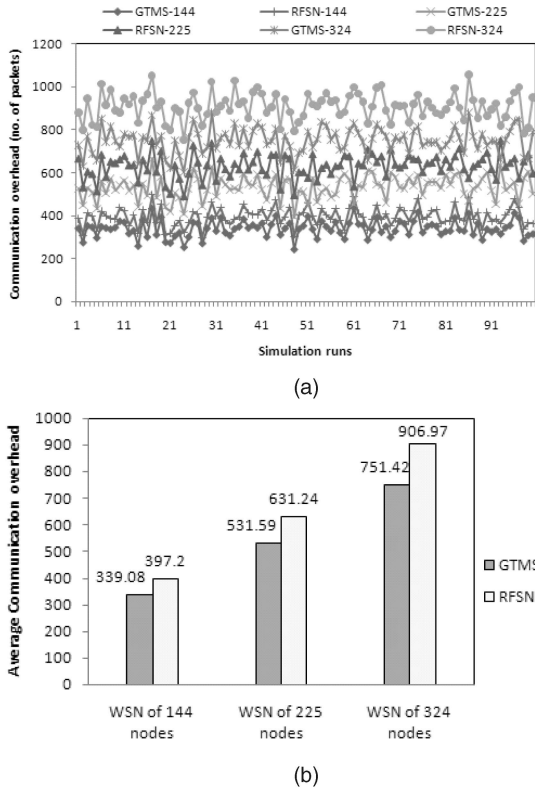 GTMS-144 RFSN-144 GTMS-225
RFSN-225 GTMS-324 RFSN-324
Communication overhead (no. of packets)
1200
1000
800
600
400
200
0
1 11 21 31 41 51 61 71 81 91
Simulation runs
(a)
Average Communication overhead
1000
900
800
700
600
500
400
300
200
100
0
339.08
397.2
531.59
631.24
751.42
906.97
GTMS
RFSN
WSN of 144 nodes
WSN of 225 nodes
WSN of 324 nodes
(b)